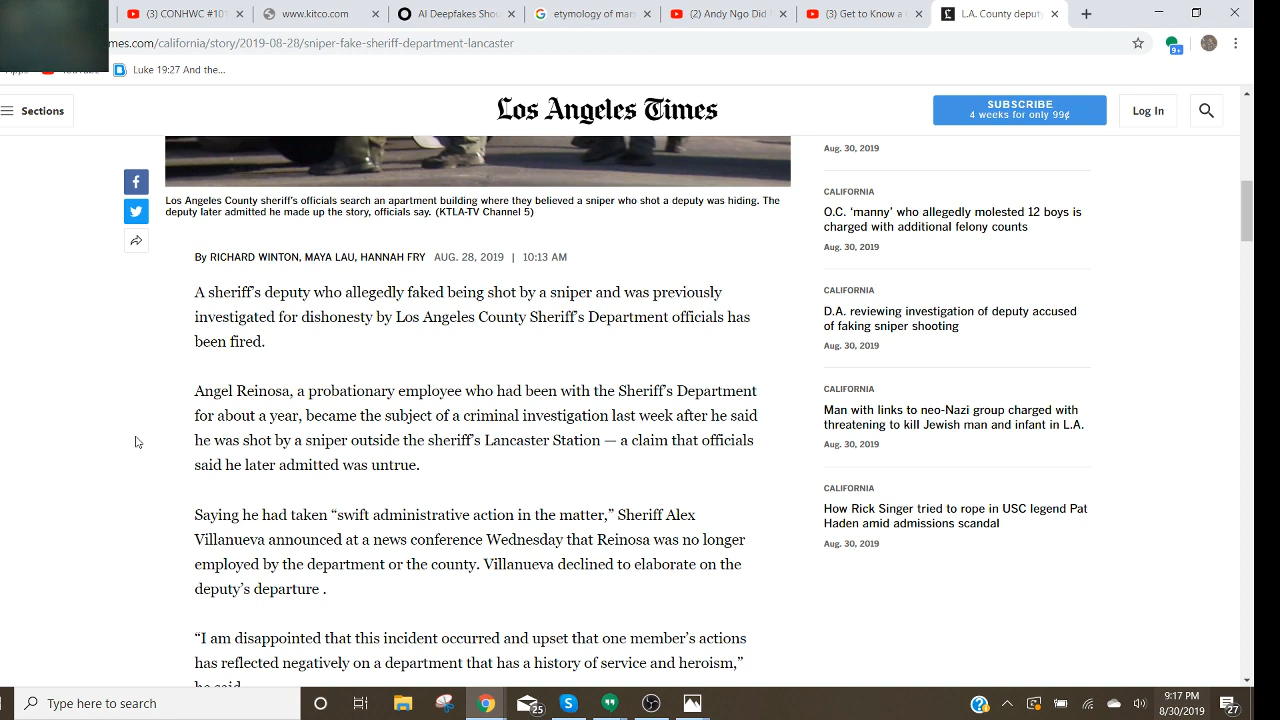 (3) CONHWC #10
www.kitco.com
AI Deepfakes Shou
etymology of mar
(2) Andy Ngo Did
(3) Get to Know a
L.A. County deputy
mes.com/california/story/2019-08-28/sniper-fake-sheriff-department-lancaster
9+
Luke 19:27 And the...
Sections
Los Angeles Times
SUBSCRIBE
4 weeks for only 99¢
Log In
Los Angeles County sheriff's officials search an apartment building where they believed a sniper who shot a deputy was hiding. The
deputy later admitted he made up the story, officials say. (KTLA-TV Channel 5)
By RICHARD WINTON, MAYA LAU, HANNAH FRY AUG. 28, 2019 | 10:13 AM
A sheriff's deputy who allegedly faked being shot by a sniper and was previously
investigated for dishonesty by Los Angeles County Sheriff's Department officials has
been fired.
Angel Reinosa, a probationary employee who had been with the Sheriff's Department
for about a year, became the subject of a criminal investigation last week after he said
he was shot by a sniper outside the sheriff's Lancaster Station — a claim that officials
said he later admitted was untrue.
Saying he had taken “swift administrative action in the matter,” Sheriff Alex
Villanueva announced at a news conference Wednesday that Reinosa was no longer
employed by the department or the county. Villanueva declined to elaborate on the
deputy's departure .
“I am disappointed that this incident occurred and upset that one member's actions
has reflected negatively on a department that has a history of service and heroism,”
he said
Aug. 30, 2019
CALIFORNIA
O.C. ‘manny’ who allegedly molested 12 boys is
charged with additional felony counts
Aug. 30, 2019
CALIFORNIA
D.A. reviewing investigation of deputy accused
of faking sniper shooting
Aug. 30, 2019
CALIFORNIA
Man with links to neo-Nazi group charged with
threatening to kill Jewish man and infant in L.A.
Aug. 30, 2019
CALIFORNIA
How Rick Singer tried to rope in USC legend Pat
Haden amid admissions scandal
Aug. 30, 2019
Type here to search
25
9:17 PM
8/30/2019
27